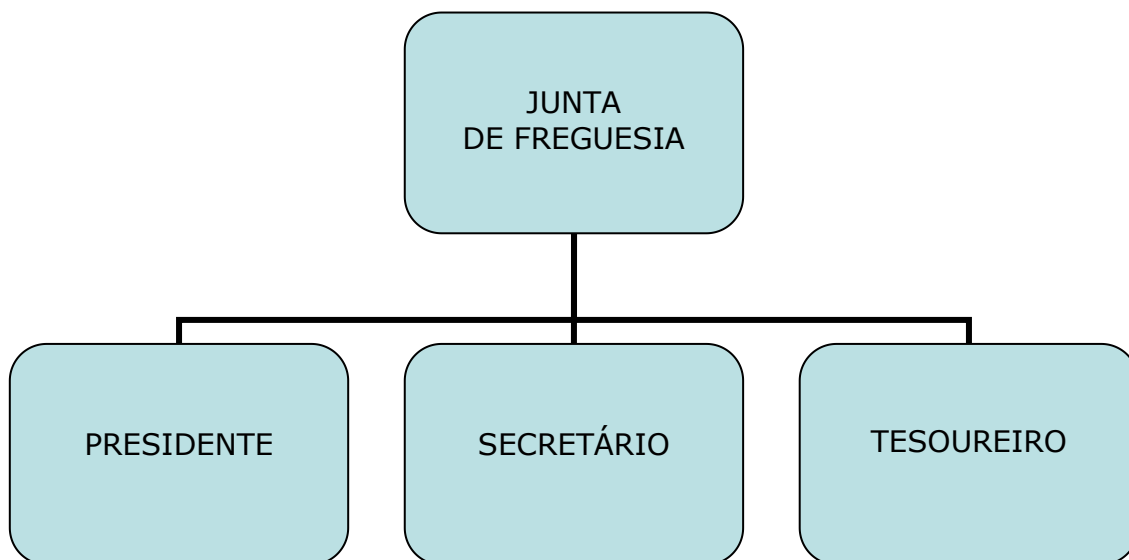 JUNTA
DE FREGUESIA
PRESIDENTE
SECRETÁRIO
TESOUREIRO